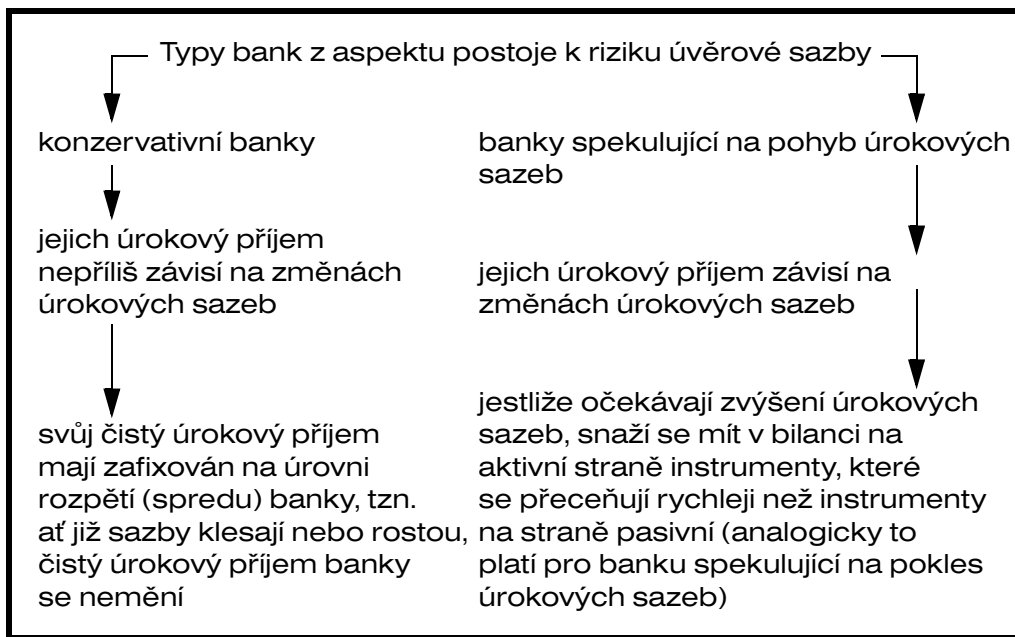 Typy bank z aspektu postoje k riziku úvěrové sazby
konzervativní banky
jejich úrokový příjem
nepříliš závisí na změnách
úrokových sazeb
svůj čistý úrokový příjem
mají zafixován na úrovni
rozpětí (spredu) banky, tzn.
ať již sazby klesají nebo rostou,
čistý úrokový příjem banky
se nemění
banky spekulující na pohyb úrokových
sazeb
jejich úrokový příjem závisí na
změnách úrokových sazeb
jestliže očekávají zvýšení úrokových
sazeb, snaží se mít v bilanci na
aktivní straně instrumenty, které
se přeceňují rychleji než instrumenty
na straně pasivní (analogicky to
platí pro banku spekulující na pokles
úrokových sazeb)